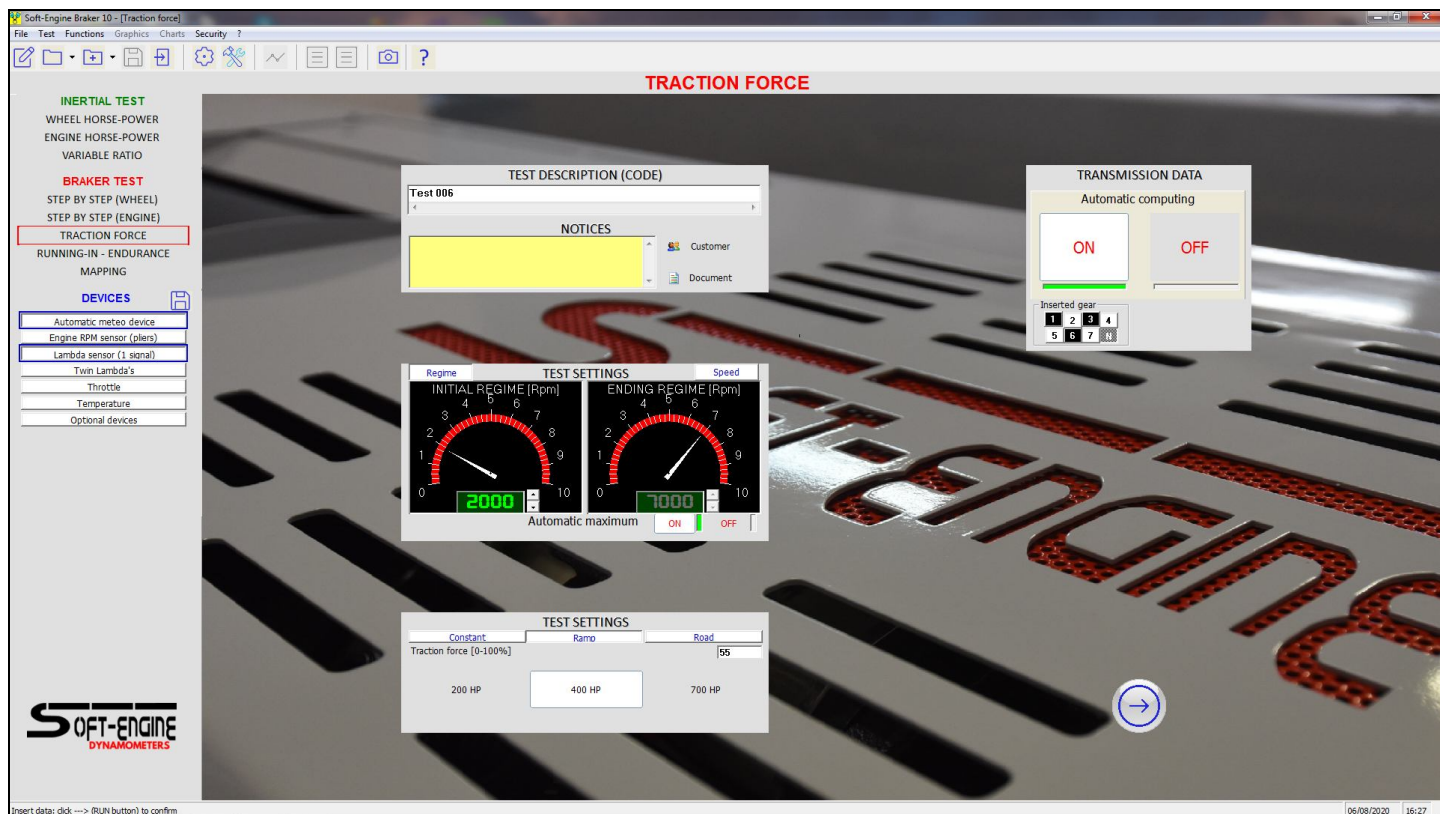 Soft-Engine Braker 10 - [Traction force]
File Test Functions Graphics Charts Security ?
TRACTION FORCE
INERTIAL TEST
WHEEL HORSE-POWER
ENGINE HORSE-POWER
VARIABLE RATIO
BRAKER TEST
STEP BY STEP (WHEEL)
STEP BY STEP (ENGINE)
TRACTION FORCE
RUNNING-IN - ENDURANCE
MAPPING
DEVICES
Automatic meteo device
Engine RPM sensor (pliers)
Lambda sensor (1 signal)
Twin Lambda's
Throttle
Temperature
Optional devices
SOFT-ENGINE
DYNAMOMETERS
TEST DESCRIPTION (CODE)
Test 006
NOTICES
Customer
Document
Regime TEST SETTINGS Speed
INITIAL REGIME [Rpm]
0 1 2 3 4 5 6 7 8 9 10
2000
ENDING REGIME [Rpm]
0 1 2 3 4 5 6 7 8 9 10
7000
Automatic maximum ON OFF
TEST SETTINGS
Constant Ramp Road
Traction force [0-100%] 55
200 HP 400 HP 700 HP
TRANSMISSION DATA
Automatic computing
ON OFF
Inserted gear
1 2 3 4
5 6 7 N
Insert data: click ---> (RUN button) to confirm
06/08/2020 16:27